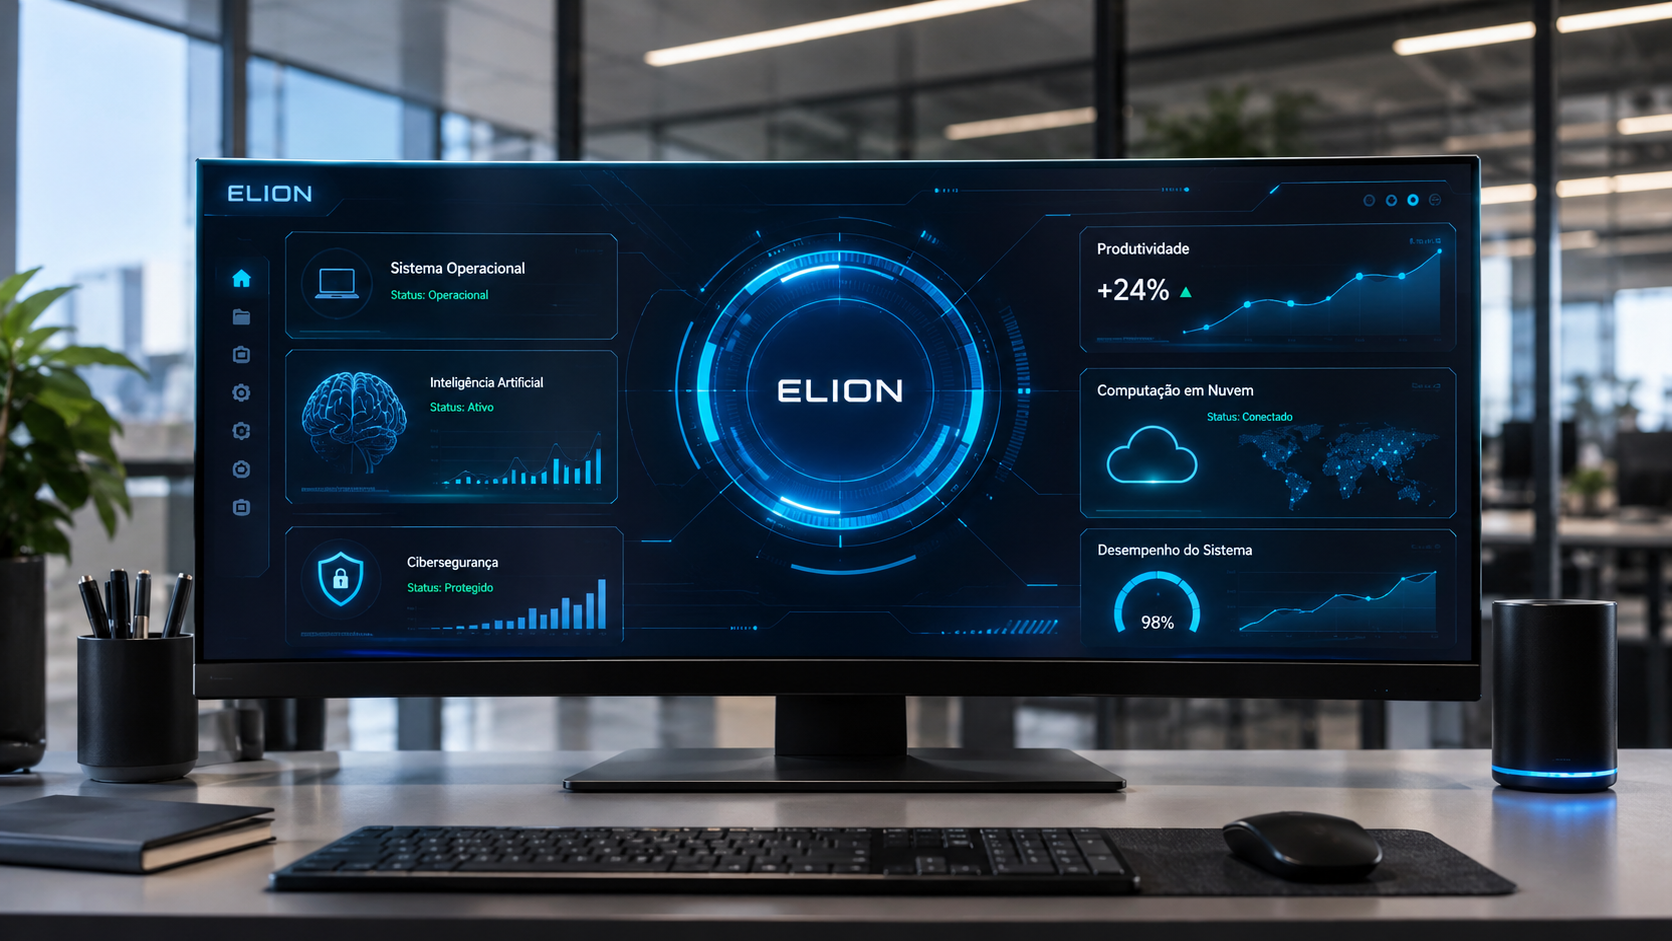 ELION
Sistema Operacional
Status: Operacional
Inteligência Artificial
Status: Ativo
Cibersegurança
Status: Protegido
ELION
Produtividade
+24%
Computação em Nuvem
Status: Conectado
Desempenho do Sistema
98%